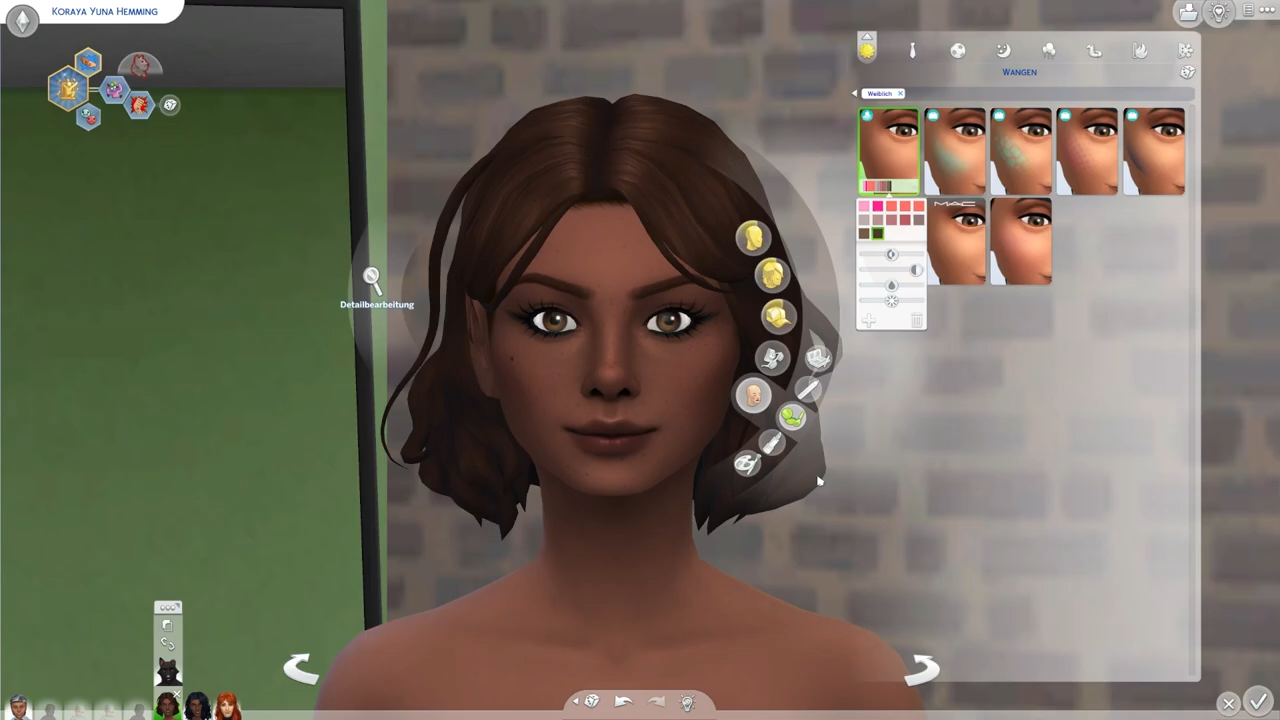 KORAYA YUNA HEMMING
WANGEN
Weiblich
MAC
Detailbearbeitung